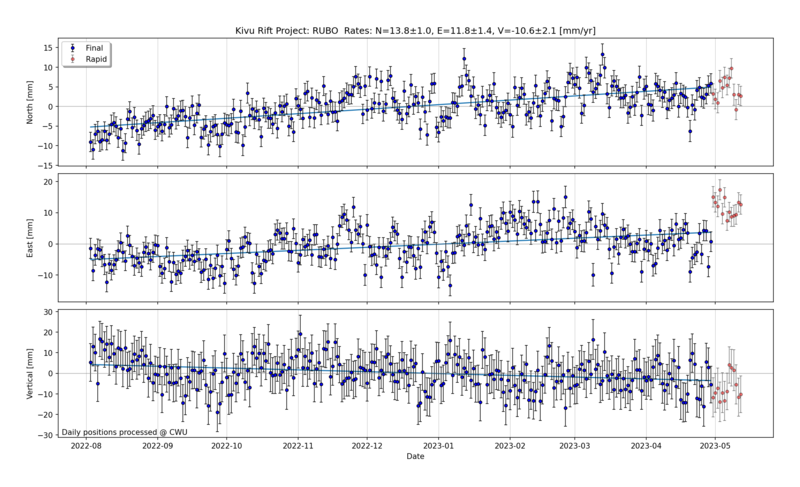 Kivu Rift Project: RUBO  Rates: N=13.8±1.0, E=11.8±1.4, V=-10.6±2.1 [mm/yr]
Final
Rapid
15
10
5
0
−5
−10
−15
North [mm]
20
10
0
−10
East [mm]
30
20
10
0
−10
−20
−30
Vertical [mm]
Daily positions processed @ CWU
2022-08 2022-09 2022-10 2022-11 2022-12 2023-01 2023-02 2023-03 2023-04 2023-05
Date